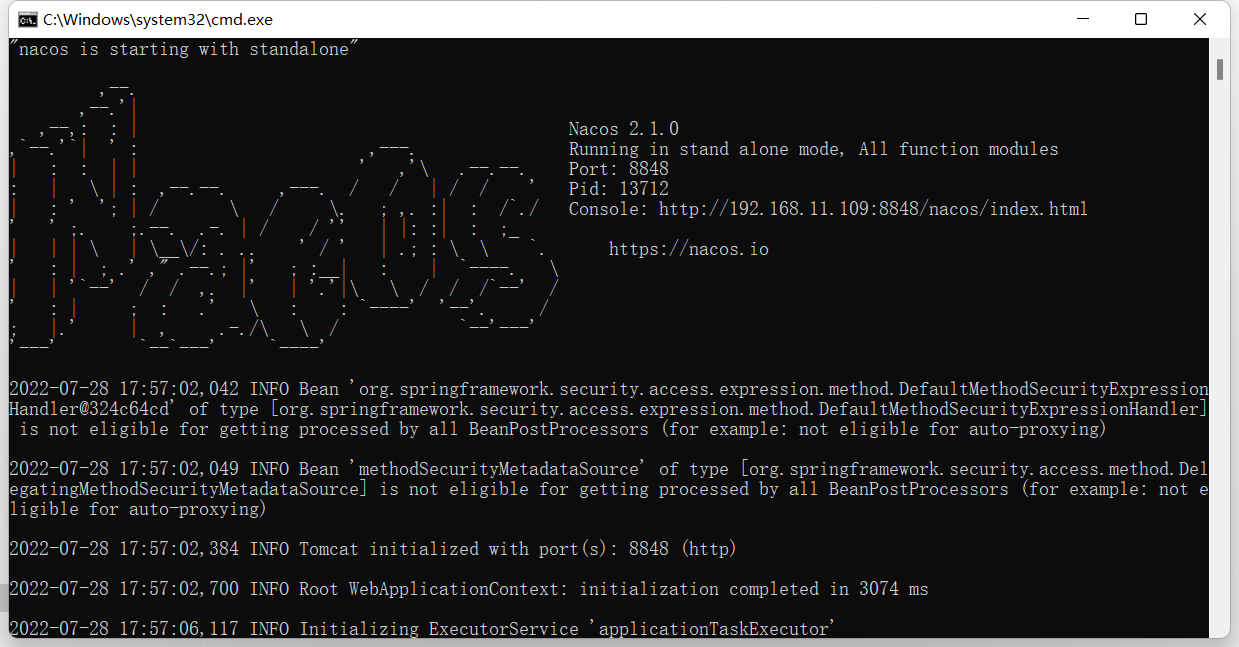 C:\Windows\system32\cmd.exe
"nacos is starting with standalone"
Nacos 2.1.0
Running in stand alone mode, All function modules
Port: 8848
Pid: 13712
Console: http://192.168.11.109:8848/nacos/index.html
https://nacos.io
2022-07-28 17:57:02,042 INFO Bean 'org.springframework.security.access.expression.method.DefaultMethodSecurityExpression
Handler@324c64cd' of type [org.springframework.security.access.expression.method.DefaultMethodSecurityExpressionHandler]
is not eligible for getting processed by all BeanPostProcessors (for example: not eligible for auto-proxying)
2022-07-28 17:57:02,049 INFO Bean 'methodSecurityMetadataSource' of type [org.springframework.security.access.method.Del
egatingMethodSecurityMetadataSource] is not eligible for getting processed by all BeanPostProcessors (for example: not e
ligible for auto-proxying)
2022-07-28 17:57:02,384 INFO Tomcat initialized with port(s): 8848 (http)
2022-07-28 17:57:02,700 INFO Root WebApplicationContext: initialization completed in 3074 ms
2022-07-28 17:57:06,117 INFO Initializing ExecutorService 'applicationTaskExecutor'